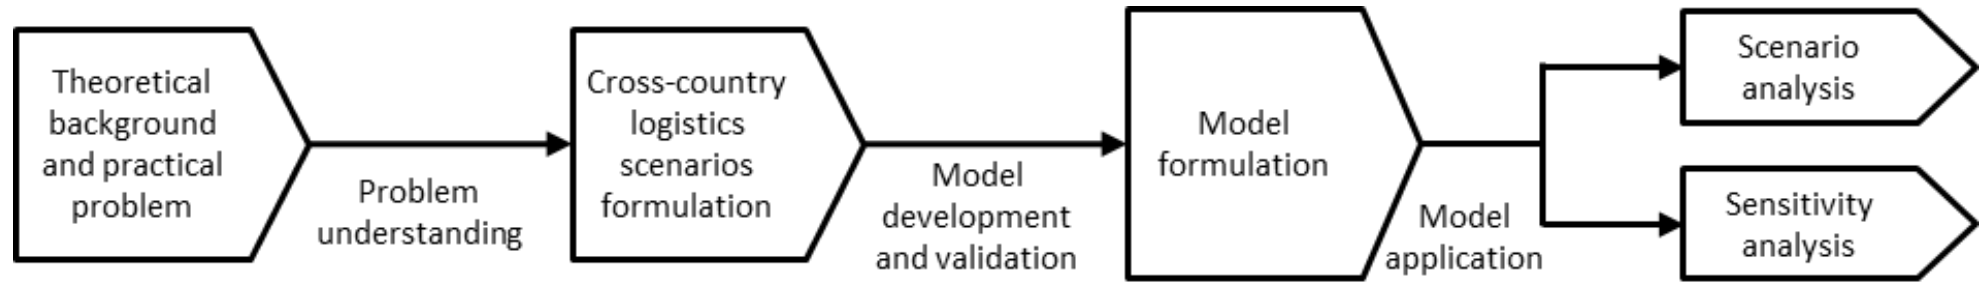 Theoretical
background
and practical
problem
Problem
understanding
Cross-country
logistics
scenarios
formulation
Model
development
and validation
Model
formulation
Model
application
Scenario
analysis
Sensitivity
analysis